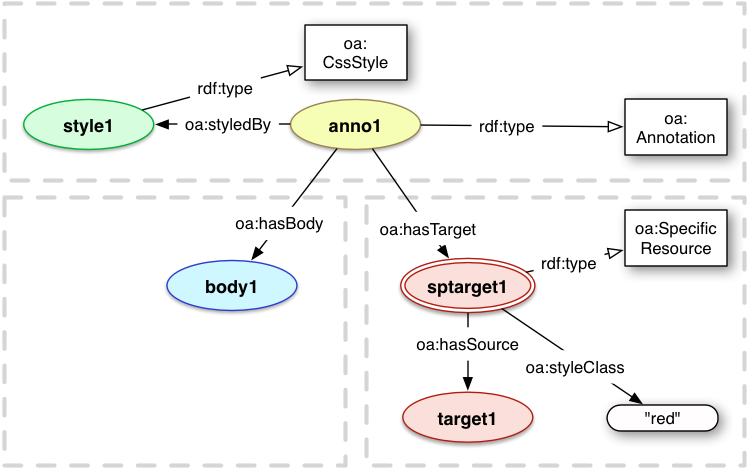 oa:
CssStyle
rdf:type
style1
oa:styledBy
anno1
rdf:type
oa:
Annotation
oa:hasBody
body1
oa:hasTarget
oa:Specific
Resource
rdf:type
sptarget1
oa:hasSource
oa:styleClass
target1
"red"